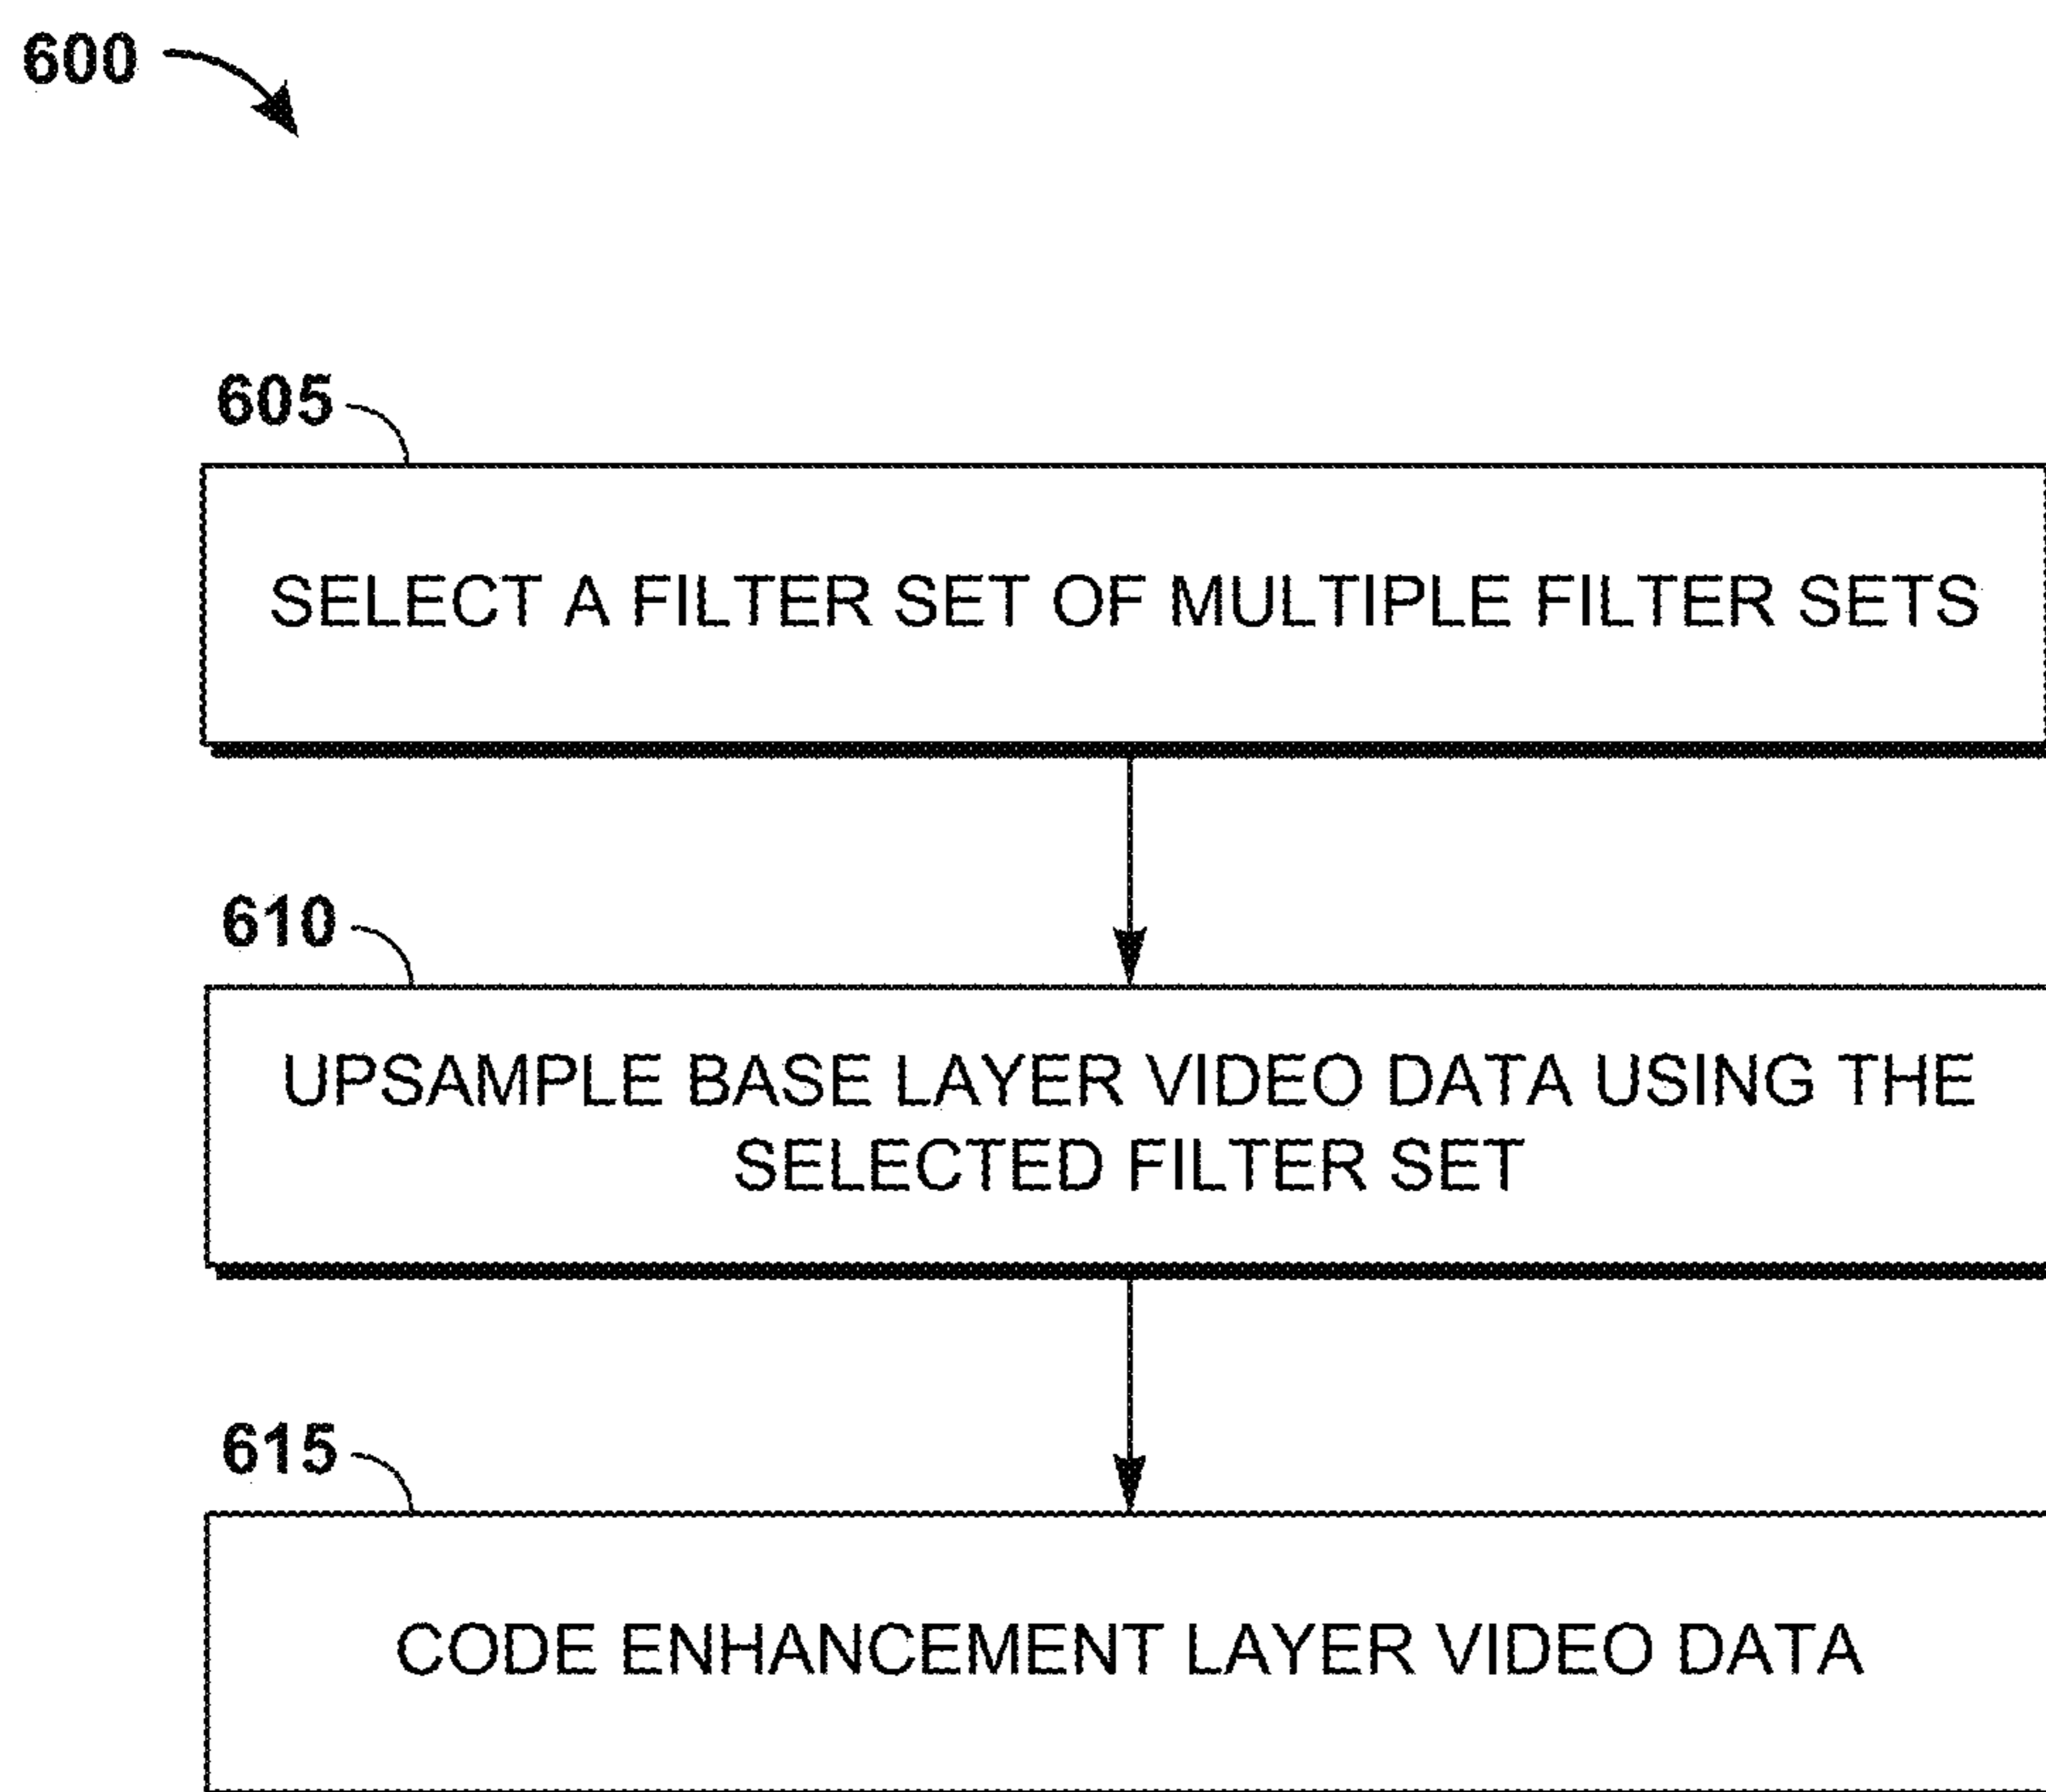 600
605
SELECT A FILTER SET OF MULTIPLE FILTER SETS
610
UPSAMPLE BASE LAYER VIDEO DATA USING THE
SELECTED FILTER SET
615
CODE ENHANCEMENT LAYER VIDEO DATA